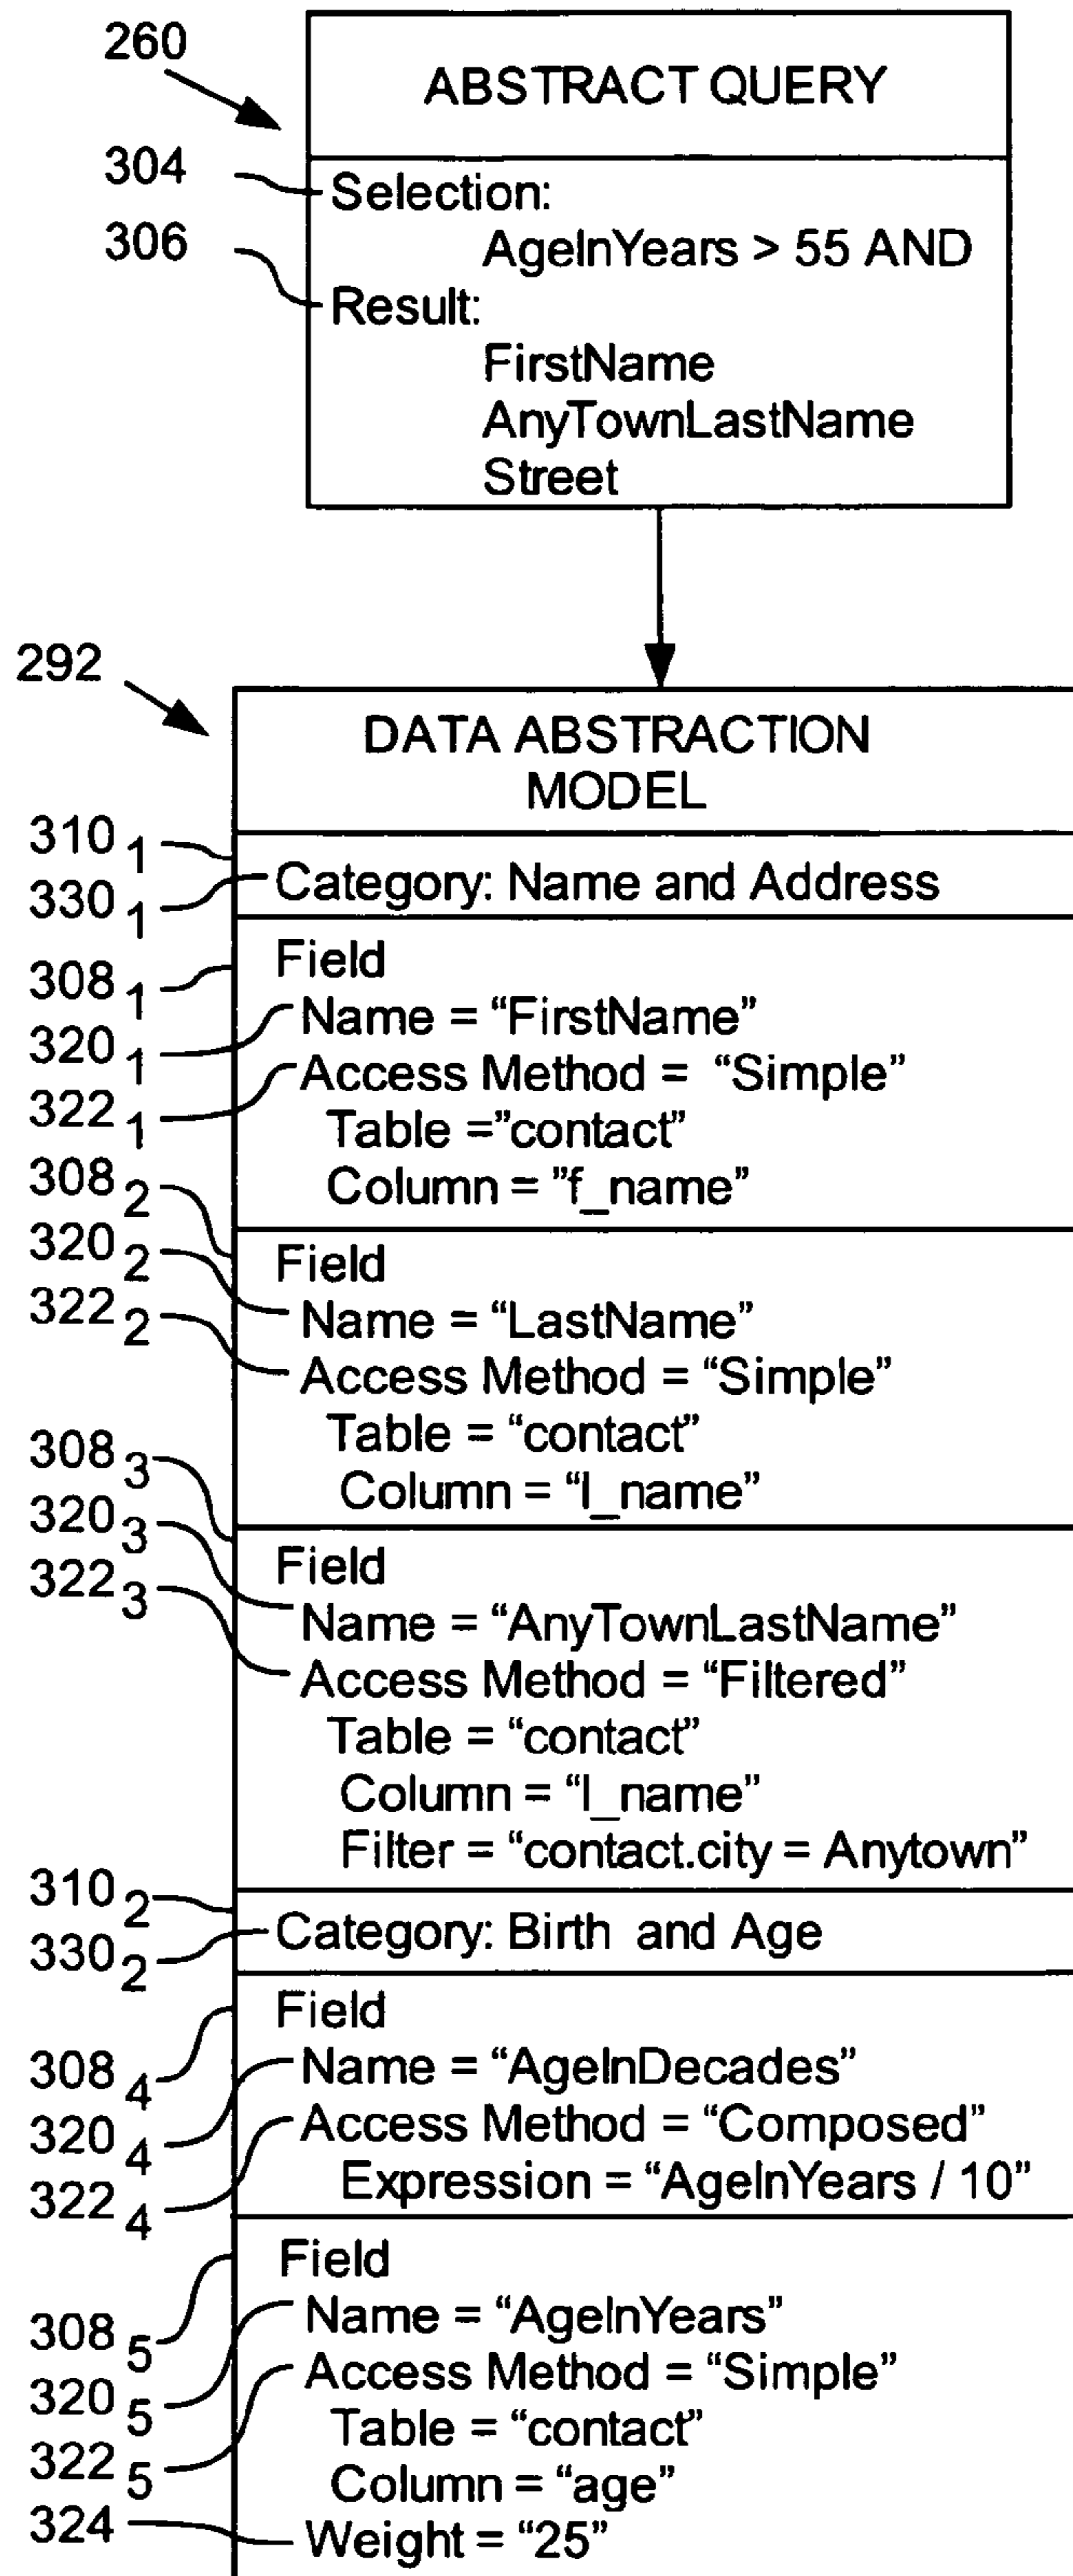 260
ABSTRACT QUERY
304
Selection:
306
AgeInYears > 55 AND
Result:
FirstName
AnyTownLastName
Street
292
DATA ABSTRACTION
MODEL
310 1
330 1
Category: Name and Address
308 1
Field
320 1
Name = “FirstName”
322 1
Access Method = “Simple”
Table =”contact”
308 2
Column = ”f_name”
320 2
Field
322 2
Name = “LastName”
Access Method = “Simple”
Table = “contact”
308 3
Column = “l_name”
320 3
322 3
Field
Name = “AnyTownLastName”
Access Method = “Filtered”
Table = “contact”
Column = “l_name”
Filter = “contact.city = Anytown”
310 2
330 2
Category: Birth and Age
Field
308 4
Name = “AgeInDecades”
320 4
Access Method = “Composed”
322 4
Expression = “AgeInYears / 10”
Field
308 5
Name = “AgeInYears”
320 5
Access Method = “Simple”
Table = “contact”
322 5
Column = “age”
324
Weight = “25”